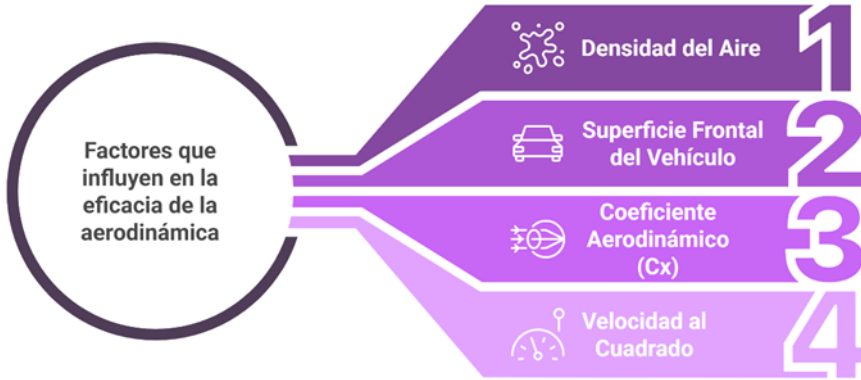 Factores que
influyen en la
eficacia de la
aerodinámica
Densidad del Aire
1
Superficie Frontal
del Vehículo
2
Coeficiente
Aerodinámico
(Cx)
3
Velocidad al
Cuadrado
4